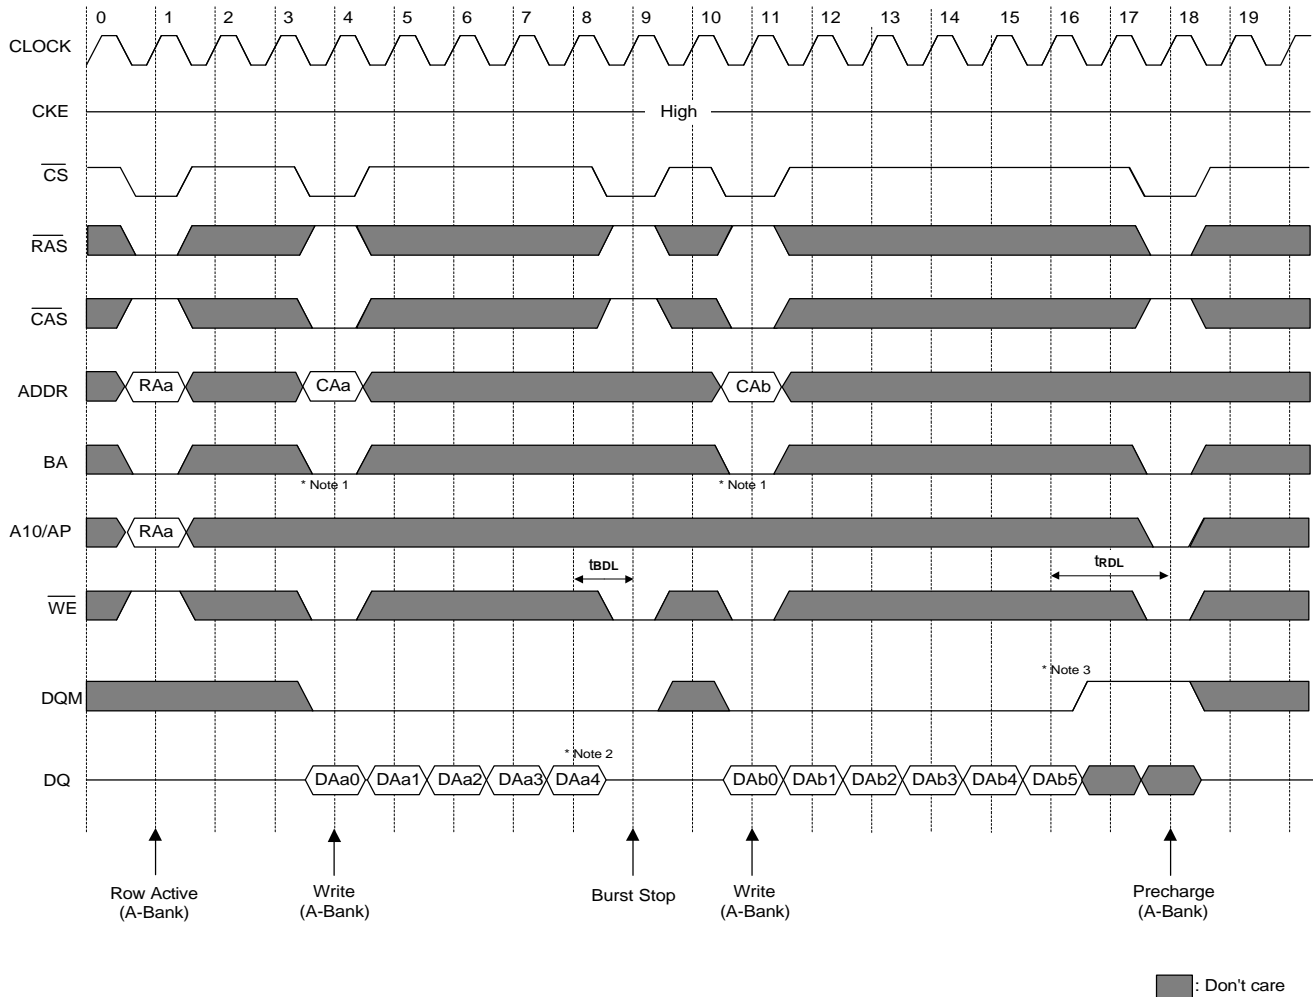 0 1 2 3 4 5 6 7 8 9 10 11 12 13 14 15 16 17 18 19
CLOCK
CKE High
CS
RAS
CAS
ADDR RAa CAa CAb
BA
* Note 1 * Note 1
A10/AP RAa
tBDL tRDL
WE
* Note 3
DQM
* Note 2
DQ DAa0 DAa1 DAa2 DAa3 DAa4 DAb0 DAb1 DAb2 DAb3 DAb4 DAb5
Row Active Write Burst Stop Write Precharge
(A-Bank) (A-Bank) (A-Bank) (A-Bank)
: Don't care